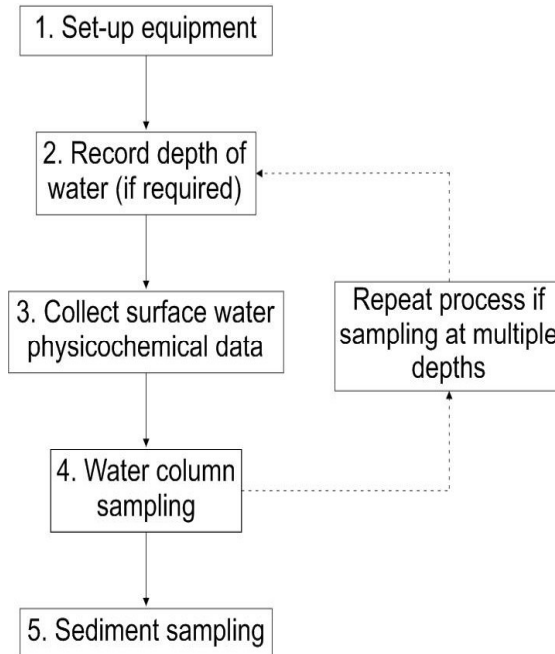 1. Set-up equipment
2. Record depth of
water (if required)
3. Collect surface water
physicochemical data
Repeat process if
sampling at multiple
depths
4. Water column
sampling
5. Sediment sampling